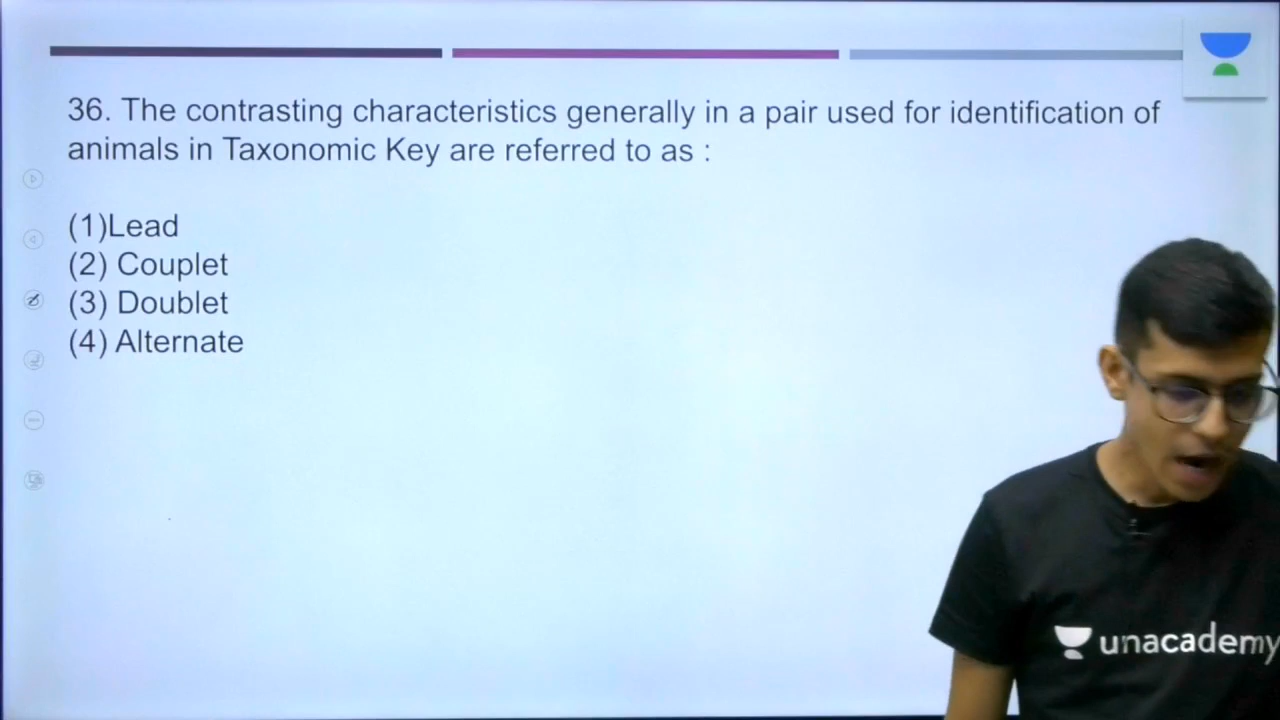 36. The contrasting characteristics generally in a pair used for identification of
animals in Taxonomic Key are referred to as :
(1)Lead
(2) Couplet
(3) Doublet
(4) Alternate
unacademy